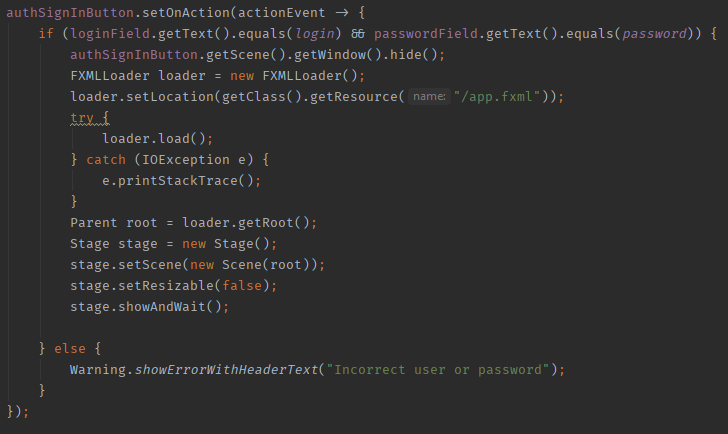 authSignInButton.setOnAction(actionEvent -> {
    if (loginField.getText().equals(login) && passwordField.getText().equals(password)) {
        authSignInButton.getScene().getWindow().hide();
        FXMLLoader loader = new FXMLLoader();
        loader.setLocation(getClass().getResource( name: "/app.fxml"));
        try {
            loader.load();
        } catch (IOException e) {
            e.printStackTrace();
        }
        Parent root = loader.getRoot();
        Stage stage = new Stage();
        stage.setScene(new Scene(root));
        stage.setResizable(false);
        stage.showAndWait();

    } else {
        Warning.showErrorWithHeaderText("Incorrect user or password");
    }
});